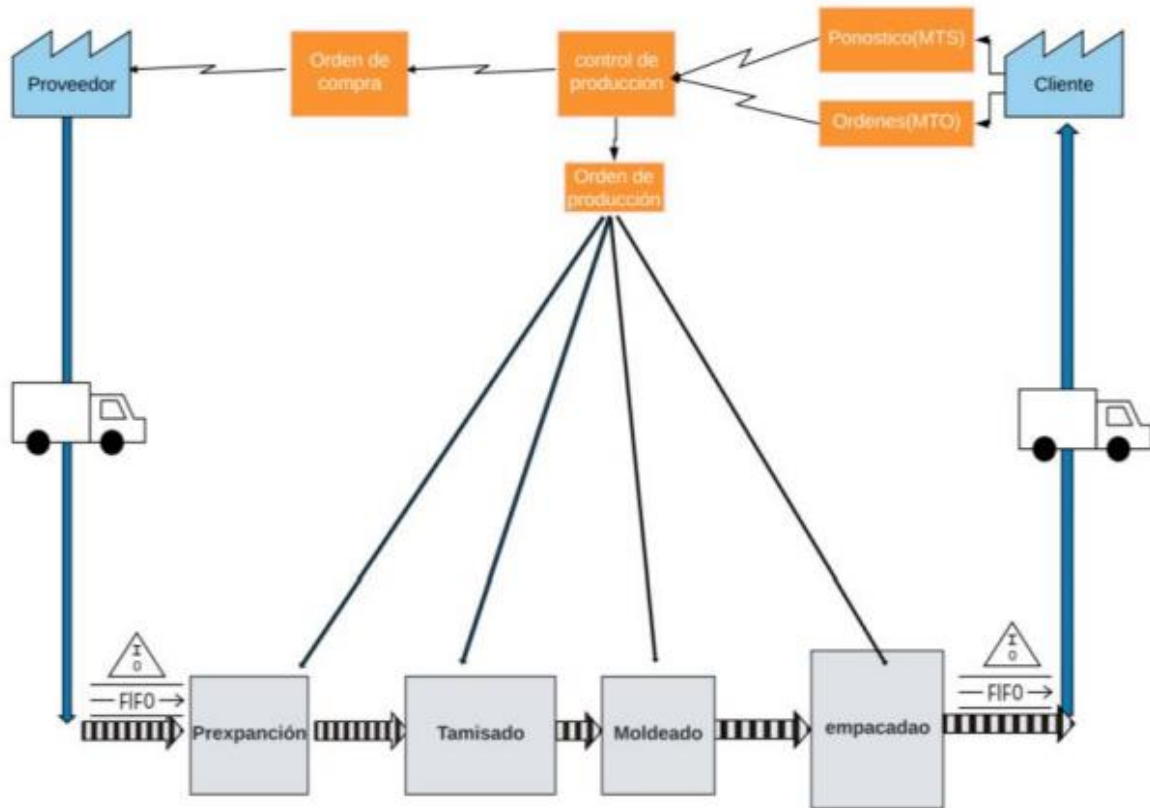 Proveedor
Orden de
compra
control de
produccion
Ponostico(MTS)
Ordenes(MTO)
Cliente
Orden de
producción
I
0
FIFO
Prexpanción
Tamisado
Moldeado
empacadao
I
0
FIFO